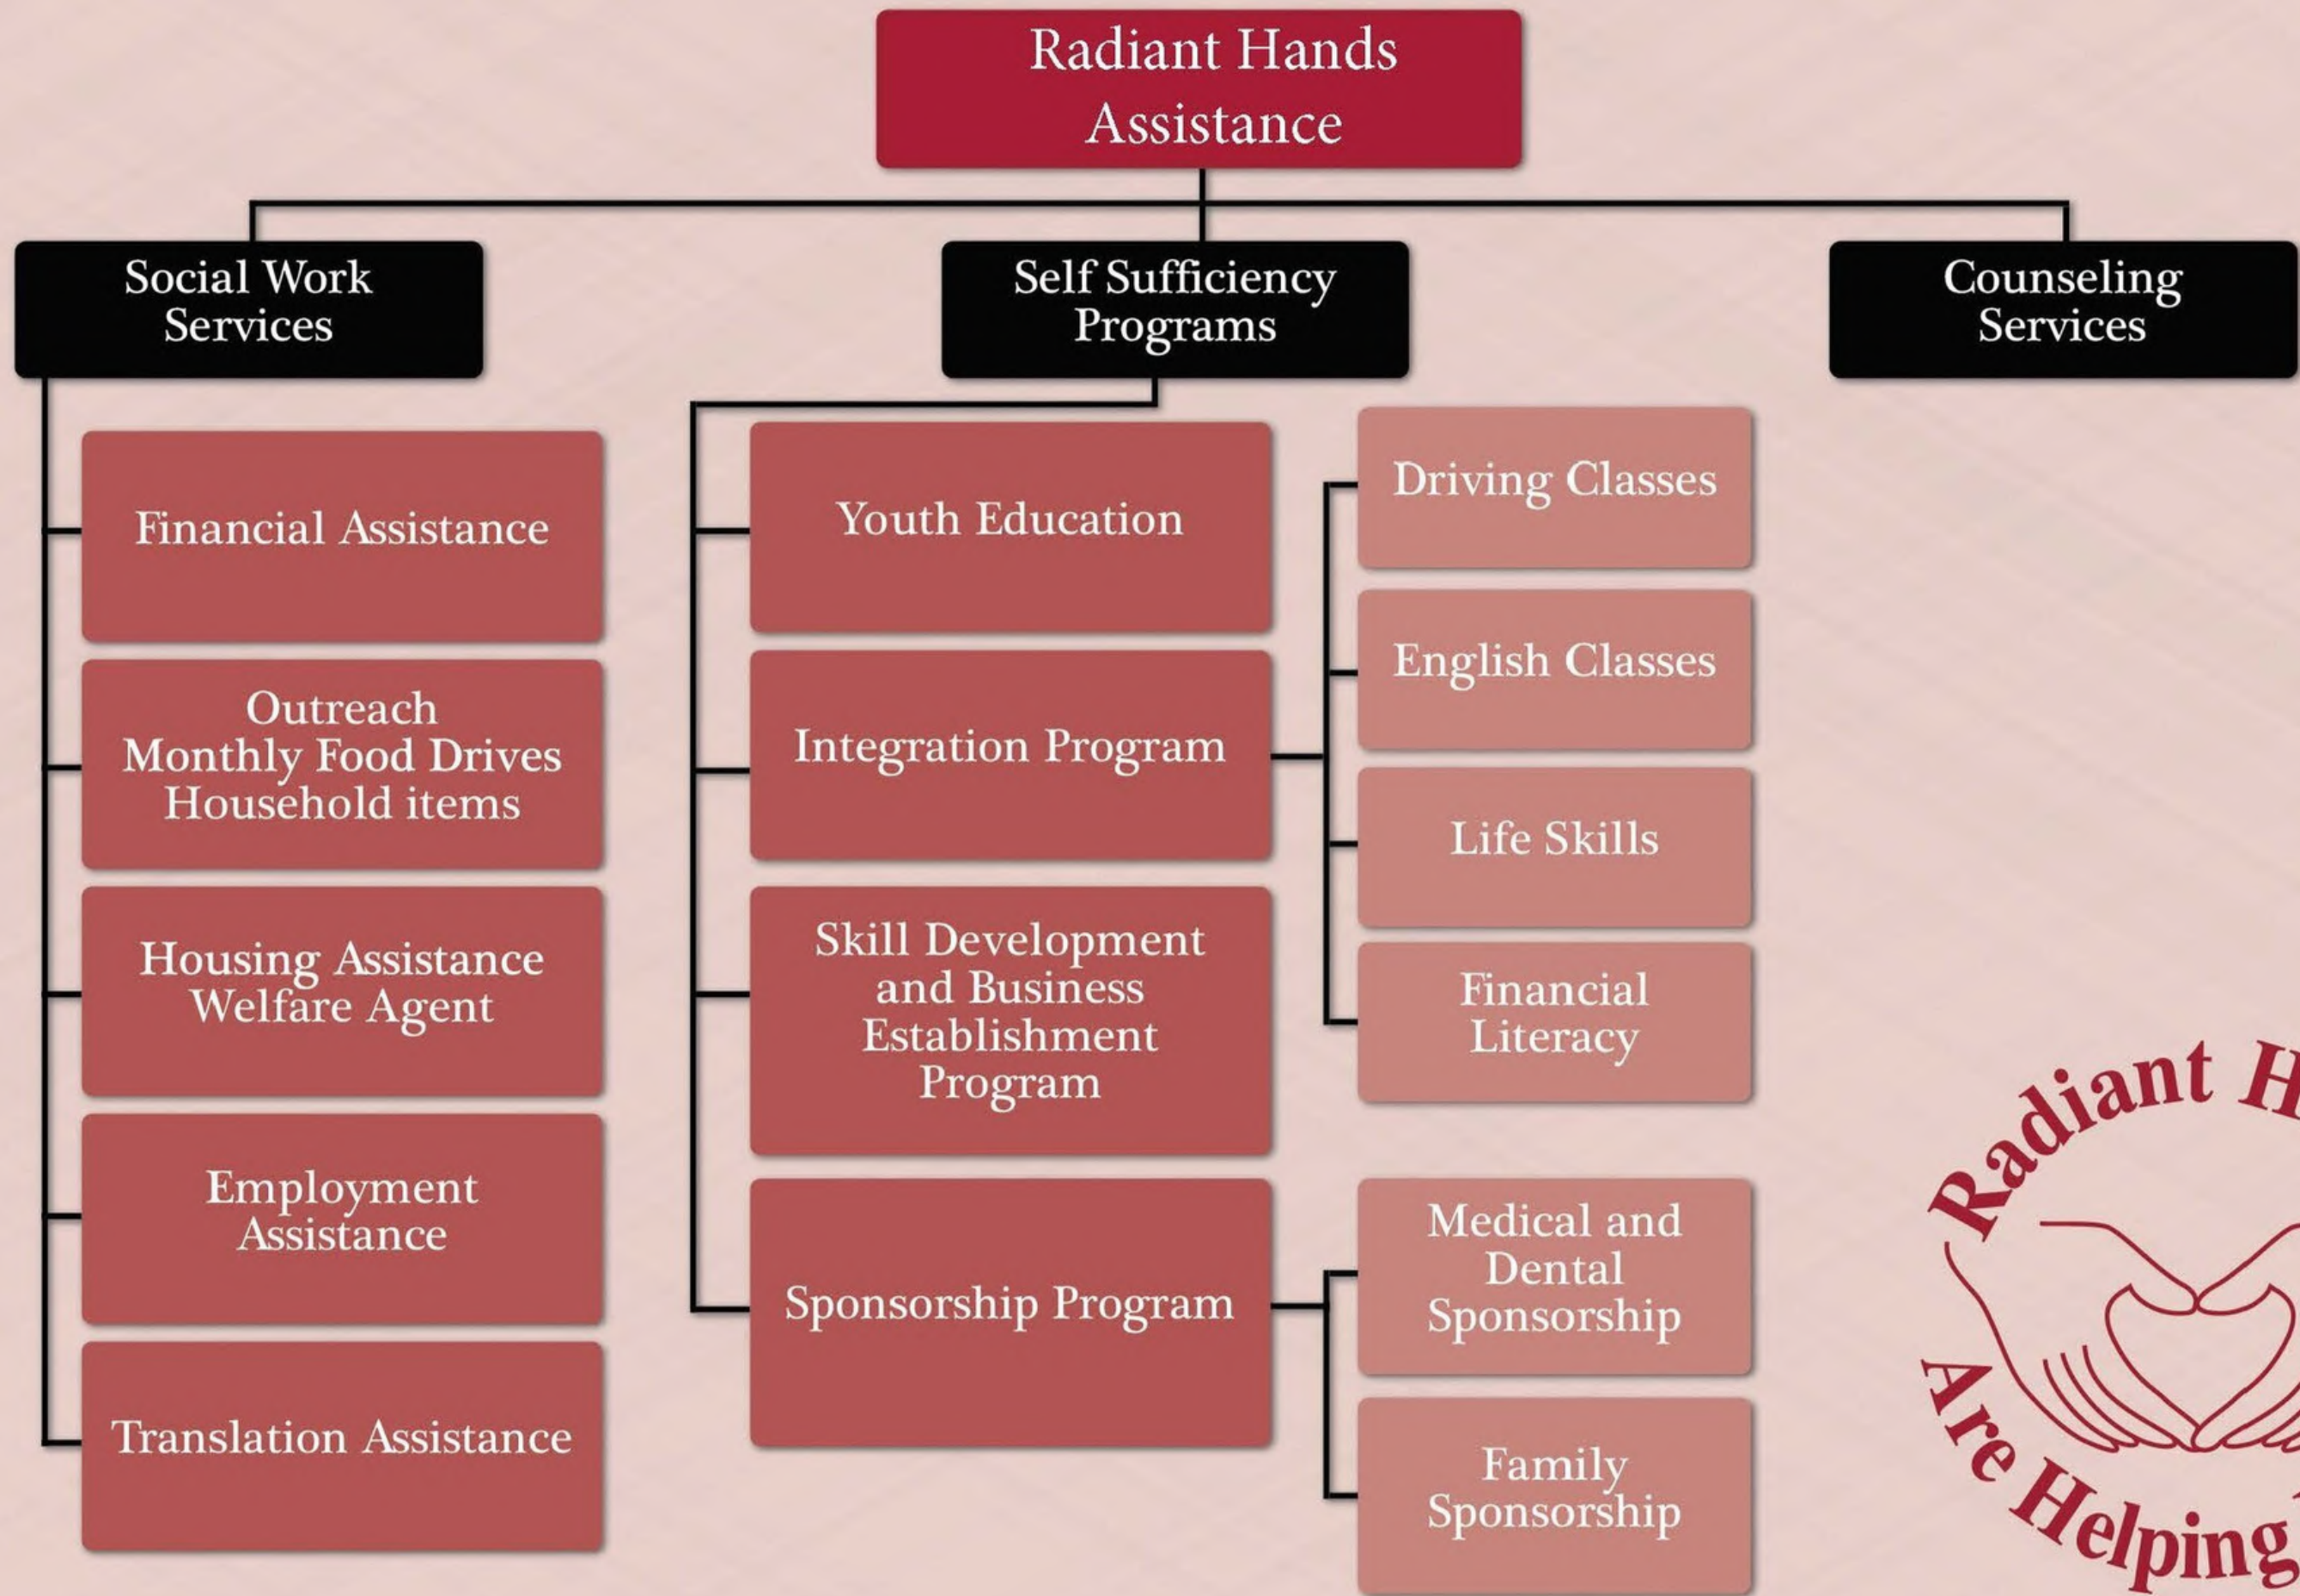 Radiant Hands
Assistance
Social Work
Services
Self Sufficiency
Programs
Counseling
Services
Financial Assistance
Outreach
Monthly Food Drives
Household items
Housing Assistance
Welfare Agent
Employment
Assistance
Translation Assistance
Youth Education
Integration Program
Skill Development
and Business
Establishment
Program
Sponsorship Program
Driving Classes
English Classes
Life Skills
Financial
Literacy
Medical and
Dental
Sponsorship
Family
Sponsorship
Radiant
Are Helping